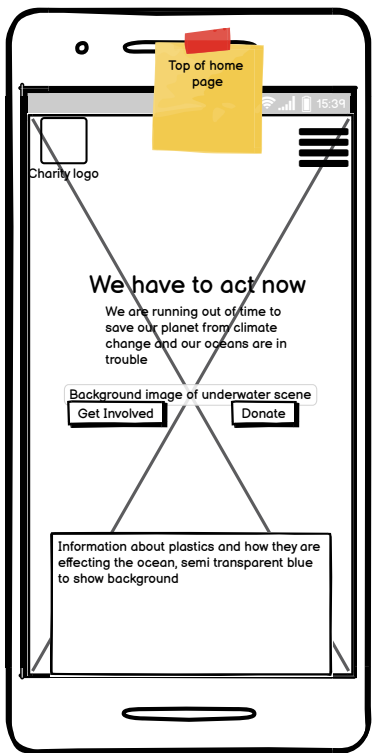 Top of home
page
15:39
Charity logo
We have to act now
We are running out of time to
save our planet from climate
change and our oceans are in
trouble
Background image of underwater scene
Get Involved
Donate
Information about plastics and how they are
effecting the ocean, semi transparent blue
to show background